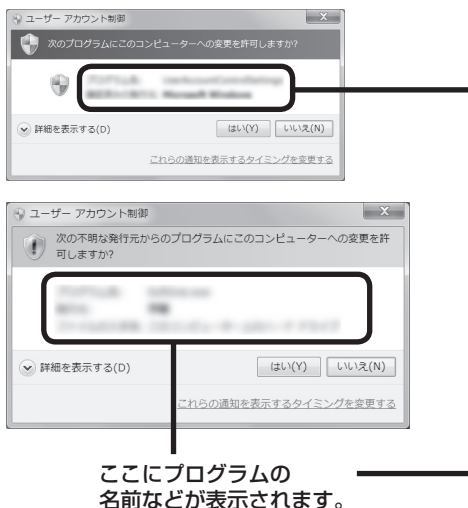 ユーザー アカウント制御
次のプログラムにこのコンピューターへの変更を許可しますか?
詳細を表示する(D)
はい(Y)
いいえ(N)
これらの通知を表示するタイミングを変更する
ユーザー アカウント制御
次の不明な発行元からのプログラムにこのコンピューターへの変更を許
可しますか?
詳細を表示する(D)
はい(Y)
いいえ(N)
これらの通知を表示するタイミングを変更する
ここにプログラムの
名前などが表示されます。